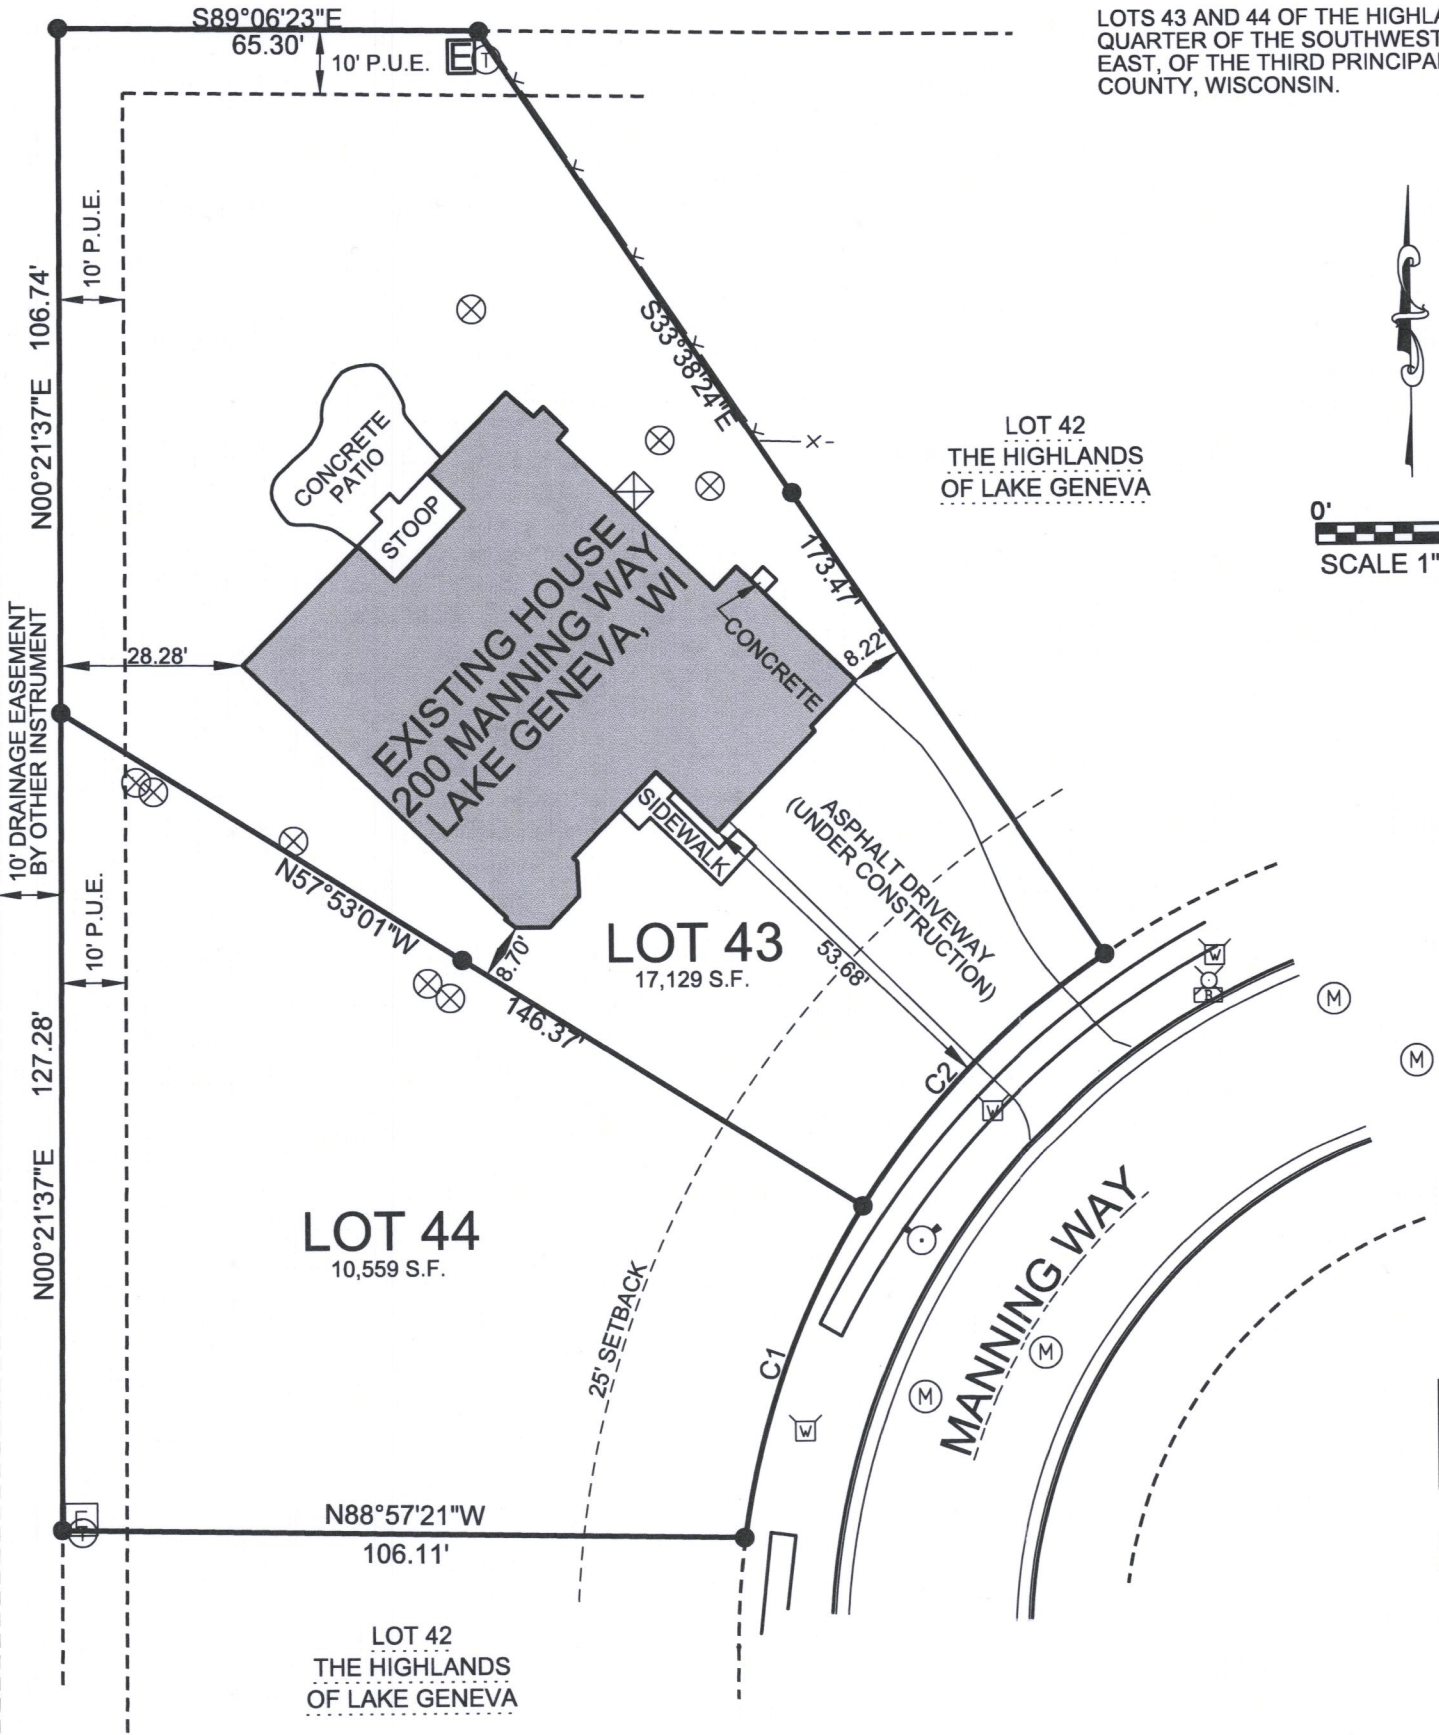 S89°06'23"E
65.30'
10' P.U.E.
E
T
LOTS 43 AND 44 OF THE HIGHLA
QUARTER OF THE SOUTHWEST
EAST, OF THE THIRD PRINCIPA
COUNTY, WISCONSIN.
10' P.U.E.
N00°21'37"E 106.74'
S33°38'24"E
CONCRETE
PATIO
STOOP
x
LOT 42
THE HIGHLANDS
OF LAKE GENEVA
0'
SCALE 1"
173.47'
EXISTING HOUSE
200 MANNING WAY
LAKE GENEVA, WI
CONCRETE
8.22'
28.28'
10' DRAINAGE EASEMENT
BY OTHER INSTRUMENT
SIDEWALK
ASPHALT DRIVEWAY
(UNDER CONSTRUCTION)
N57°53'01"W
10' P.U.E.
8.70'
LOT 43
17,129 S.F.
53.68'
146.37'
W
B
M
M
C2
W
N00°21'37"E 127.28'
LOT 44
10,559 S.F.
25' SETBACK
C1
MANNING WAY
M
M
W
E
T
N88°57'21"W
106.11'
LOT 42
THE HIGHLANDS
OF LAKE GENEVA